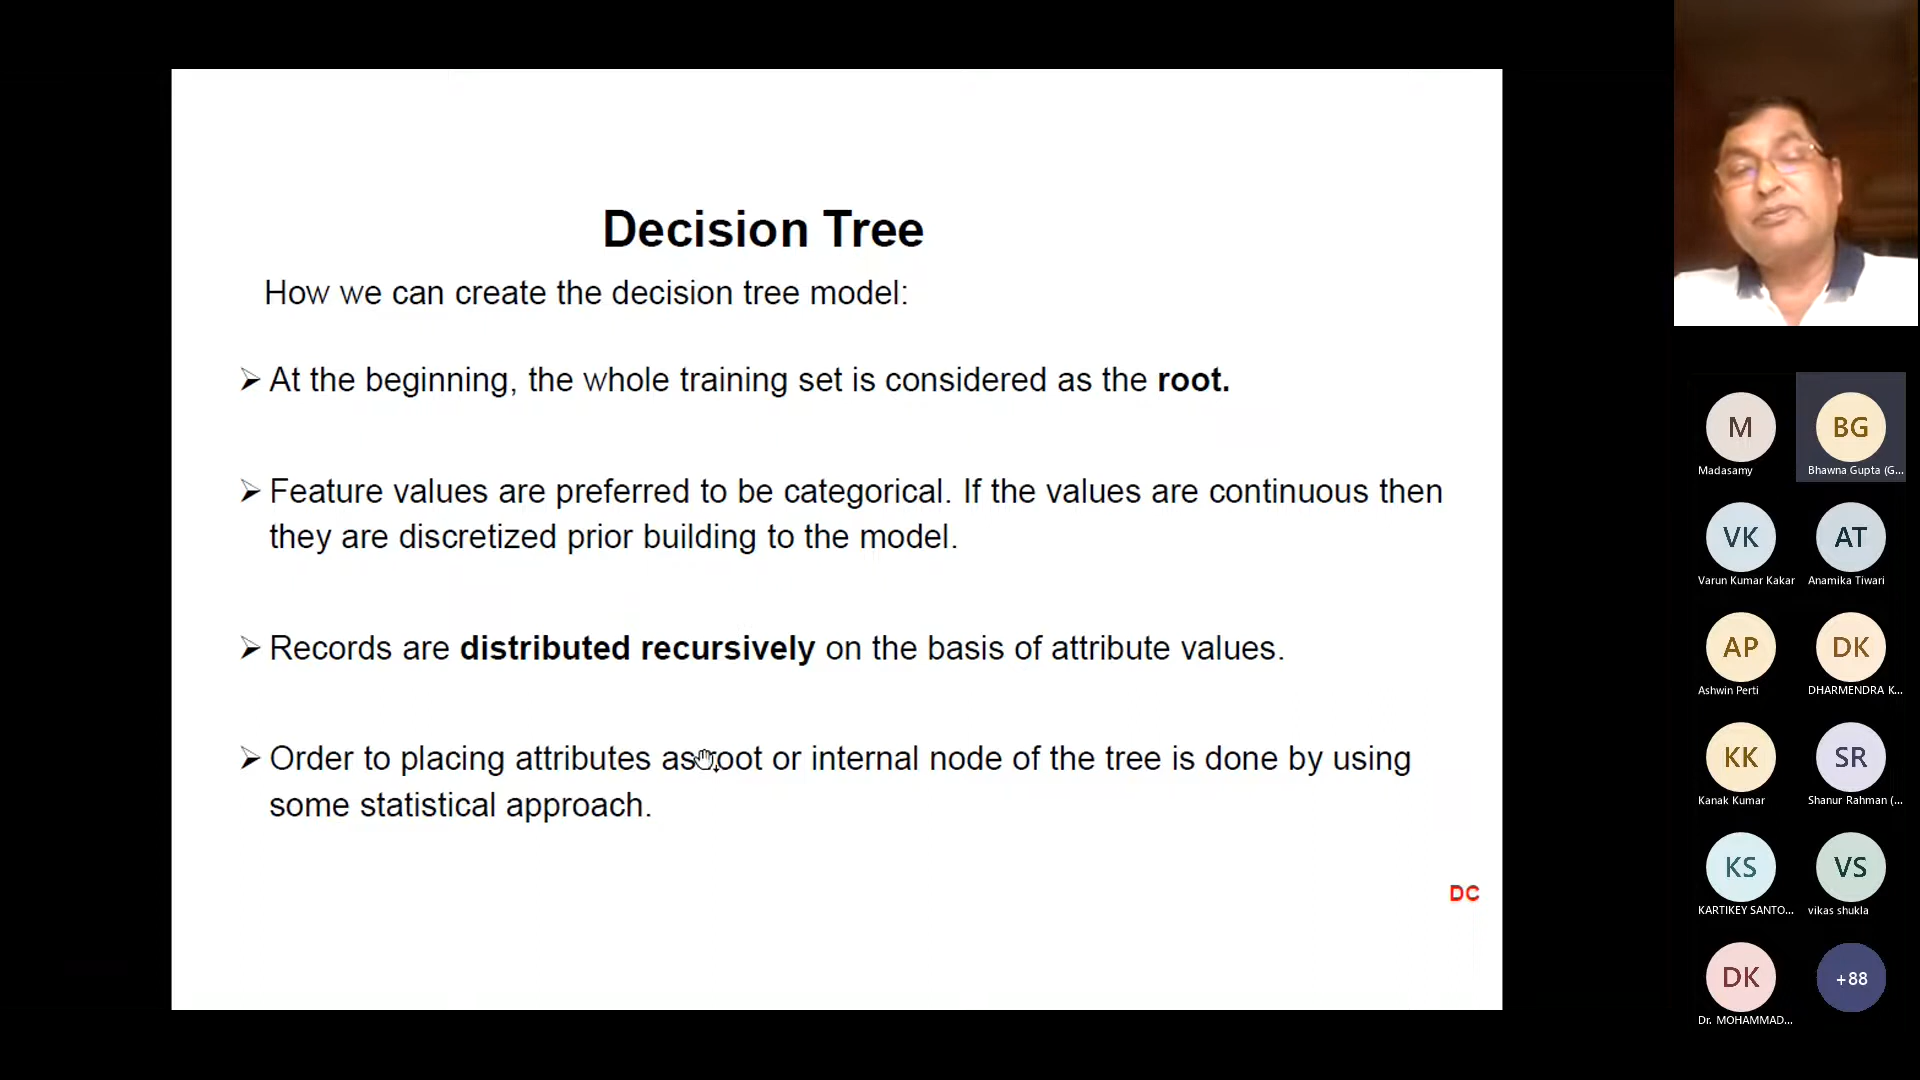 Decision Tree
How we can create the decision tree model:
➢ At the beginning, the whole training set is considered as the root.
➢ Feature values are preferred to be categorical. If the values are continuous then
they are discretized prior building to the model.
➢ Records are distributed recursively on the basis of attribute values.
➢ Order to placing attributes as root or internal node of the tree is done by using
some statistical approach.
DC
M
Madasamy
BG
Bhawna Gupta (G...
VK
Varun Kumar Kakar
AT
Anamika Tiwari
AP
Ashwin Perti
DK
DHARMENDRA K...
KK
Kanak Kumar
SR
Shanur Rahman (...
KS
KARTIKEY SANTO...
VS
vikas shukla
DK
Dr. MOHAMMAD...
+88